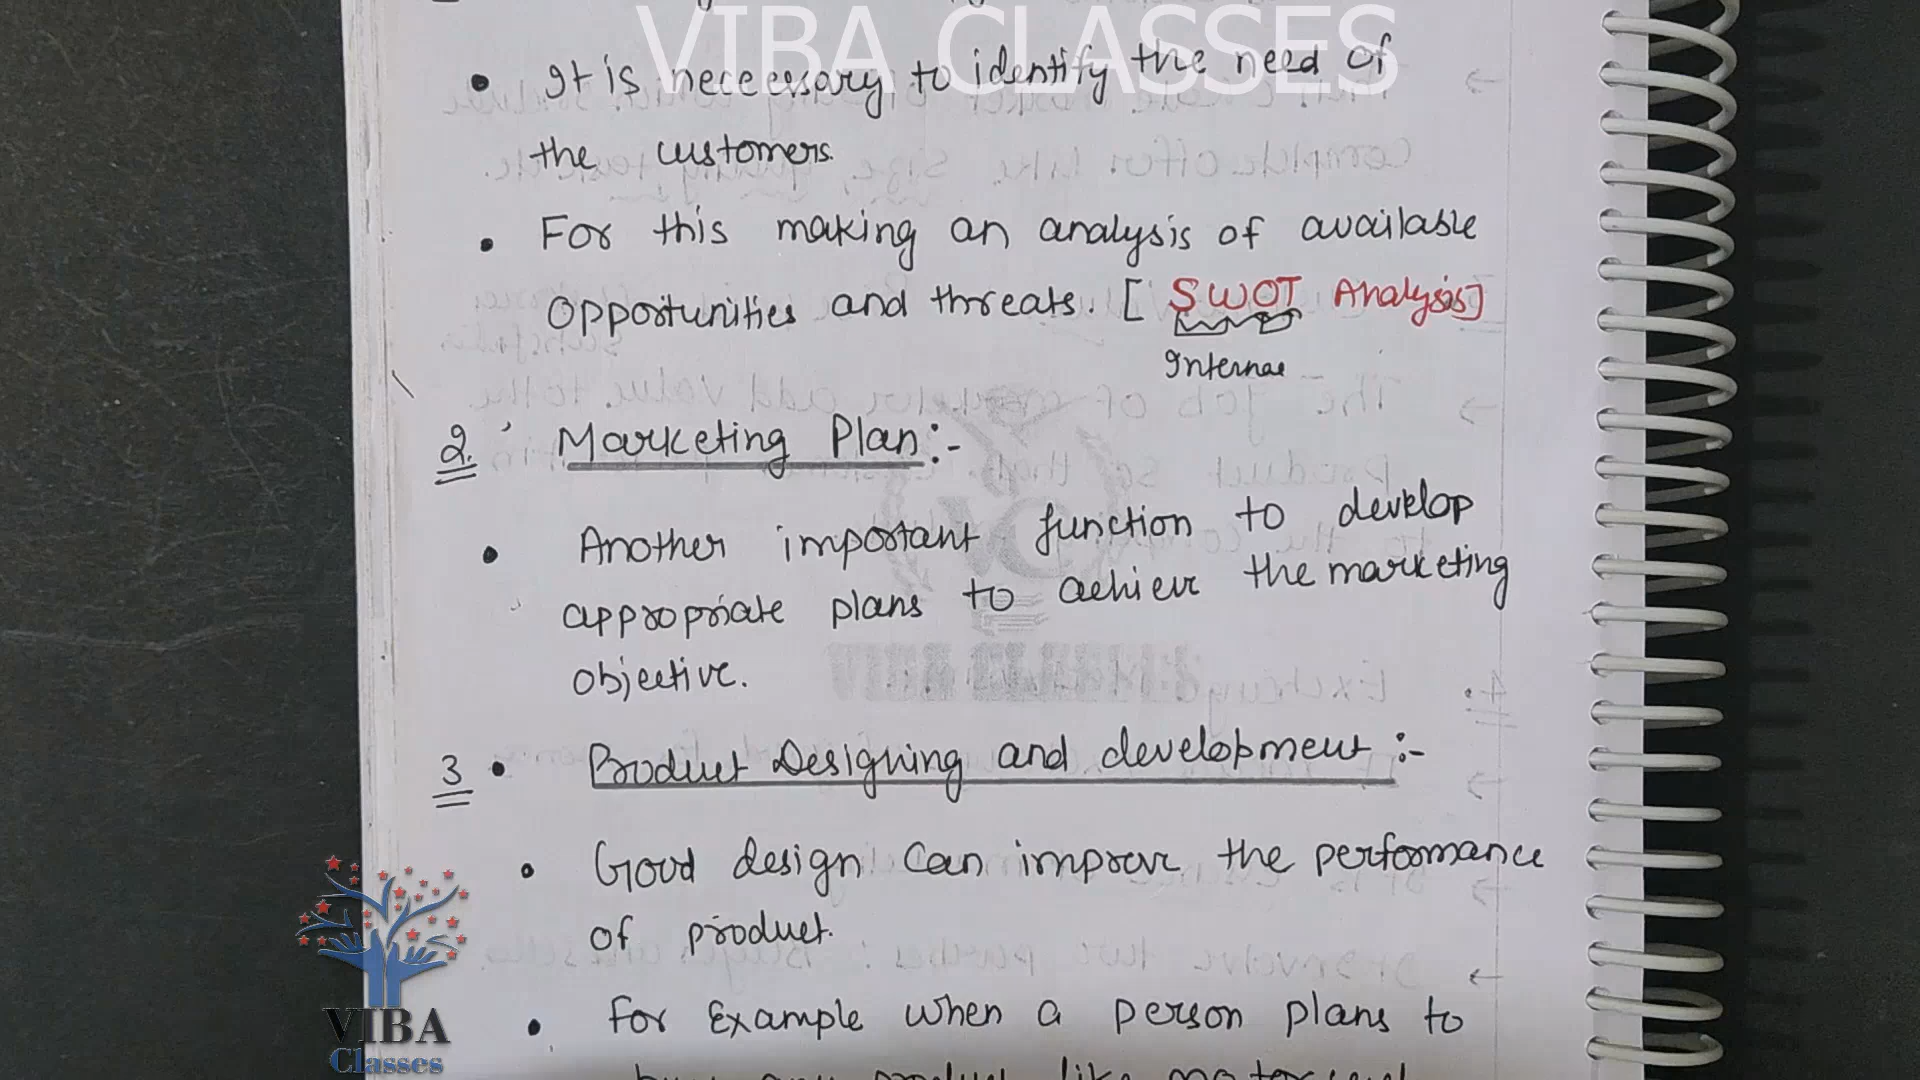 VIBA CLASSES
• It is necessary to identify the need of
the customers.
• For this making an analysis of available
opportunities and threats. [ SWOT Analysis]
Internal
2. Marketing Plan :-
• Another important function to develop
appropriate plans to achieve the marketing
objective.
3 • Product Designing and development :-
• Good design can improve the performance
of product.
• For Example when a person plans to
VIBA
Classes